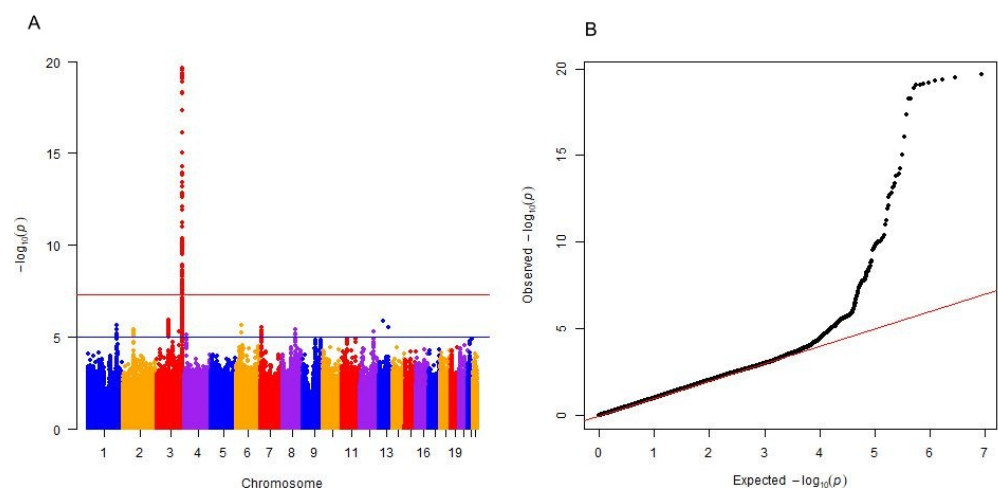 A
20
15
10
5
0
−log₁₀(p)
1 2 3 4 5 6 7 8 9 11 13 16 19
Chromosome
B
20
15
10
5
0
Observed −log₁₀(p)
0 1 2 3 4 5 6 7
Expected −log₁₀(p)